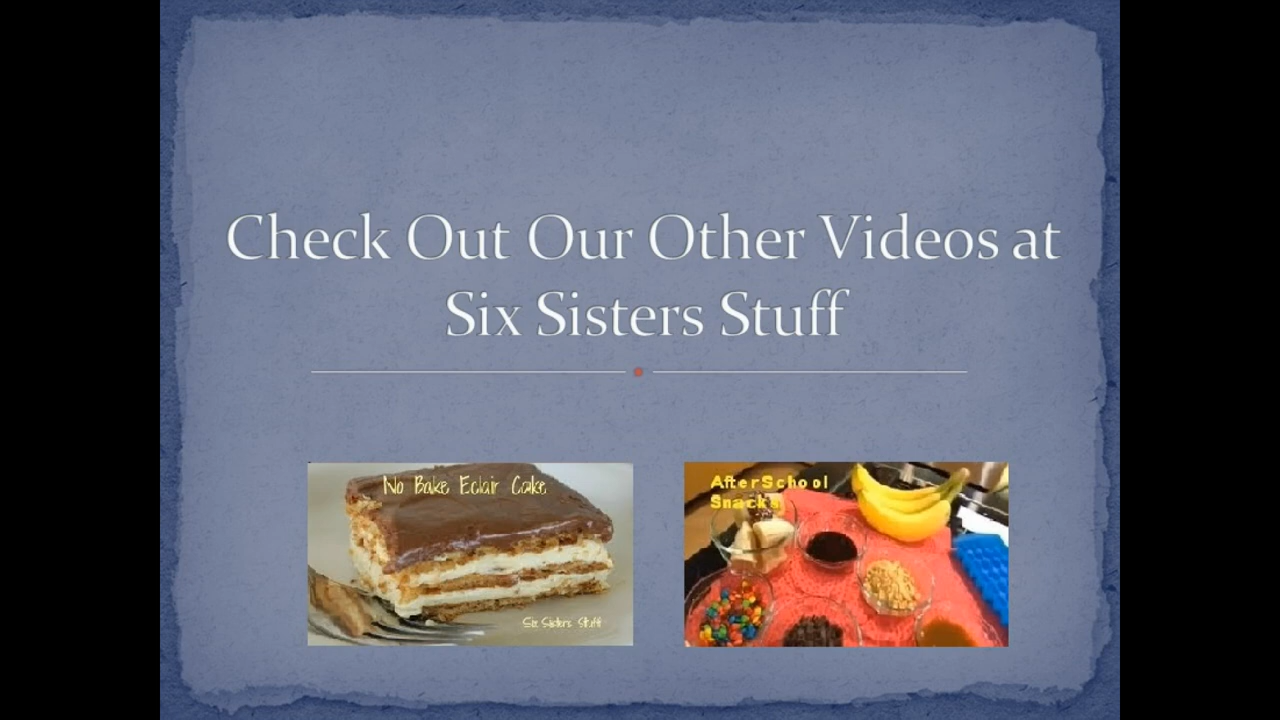 Check Out Our Other Videos at
Six Sisters Stuff
No Bake Eclair Cake
Six Sisters Stuff
AfterSchool
Snacks